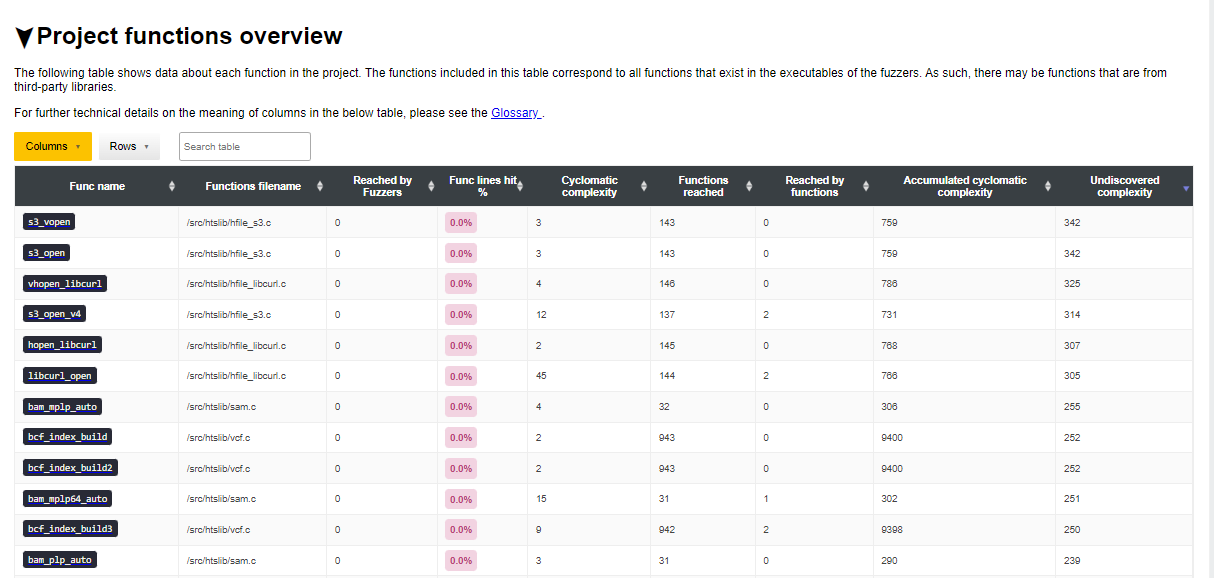 Project functions overview
The following table shows data about each function in the project. The functions included in this table correspond to all functions that exist in the executables of the fuzzers. As such, there may be functions that are from
third-party libraries.
For further technical details on the meaning of columns in the below table, please see the Glossary .
Columns Rows Search table
Func name Functions filename Reached by Fuzzers Func lines hit % Cyclomatic complexity Functions reached Reached by functions Accumulated cyclomatic complexity Undiscovered complexity
s3_vopen /src/htslib/hfile_s3.c 0 0.0% 3 143 0 759 342
s3_open /src/htslib/hfile_s3.c 0 0.0% 3 143 0 759 342
vhopen_libcurl /src/htslib/hfile_libcurl.c 0 0.0% 4 146 0 786 325
s3_open_v4 /src/htslib/hfile_s3.c 0 0.0% 12 137 2 731 314
hopen_libcurl /src/htslib/hfile_libcurl.c 0 0.0% 2 145 0 768 307
libcurl_open /src/htslib/hfile_libcurl.c 0 0.0% 45 144 2 766 305
bam_mplp_auto /src/htslib/sam.c 0 0.0% 4 32 0 306 255
bcf_index_build /src/htslib/vcf.c 0 0.0% 2 943 0 9400 252
bcf_index_build2 /src/htslib/vcf.c 0 0.0% 2 943 0 9400 252
bam_mplp64_auto /src/htslib/sam.c 0 0.0% 15 31 1 302 251
bcf_index_build3 /src/htslib/vcf.c 0 0.0% 9 942 2 9398 250
bam_plp_auto /src/htslib/sam.c 0 0.0% 3 31 0 290 239